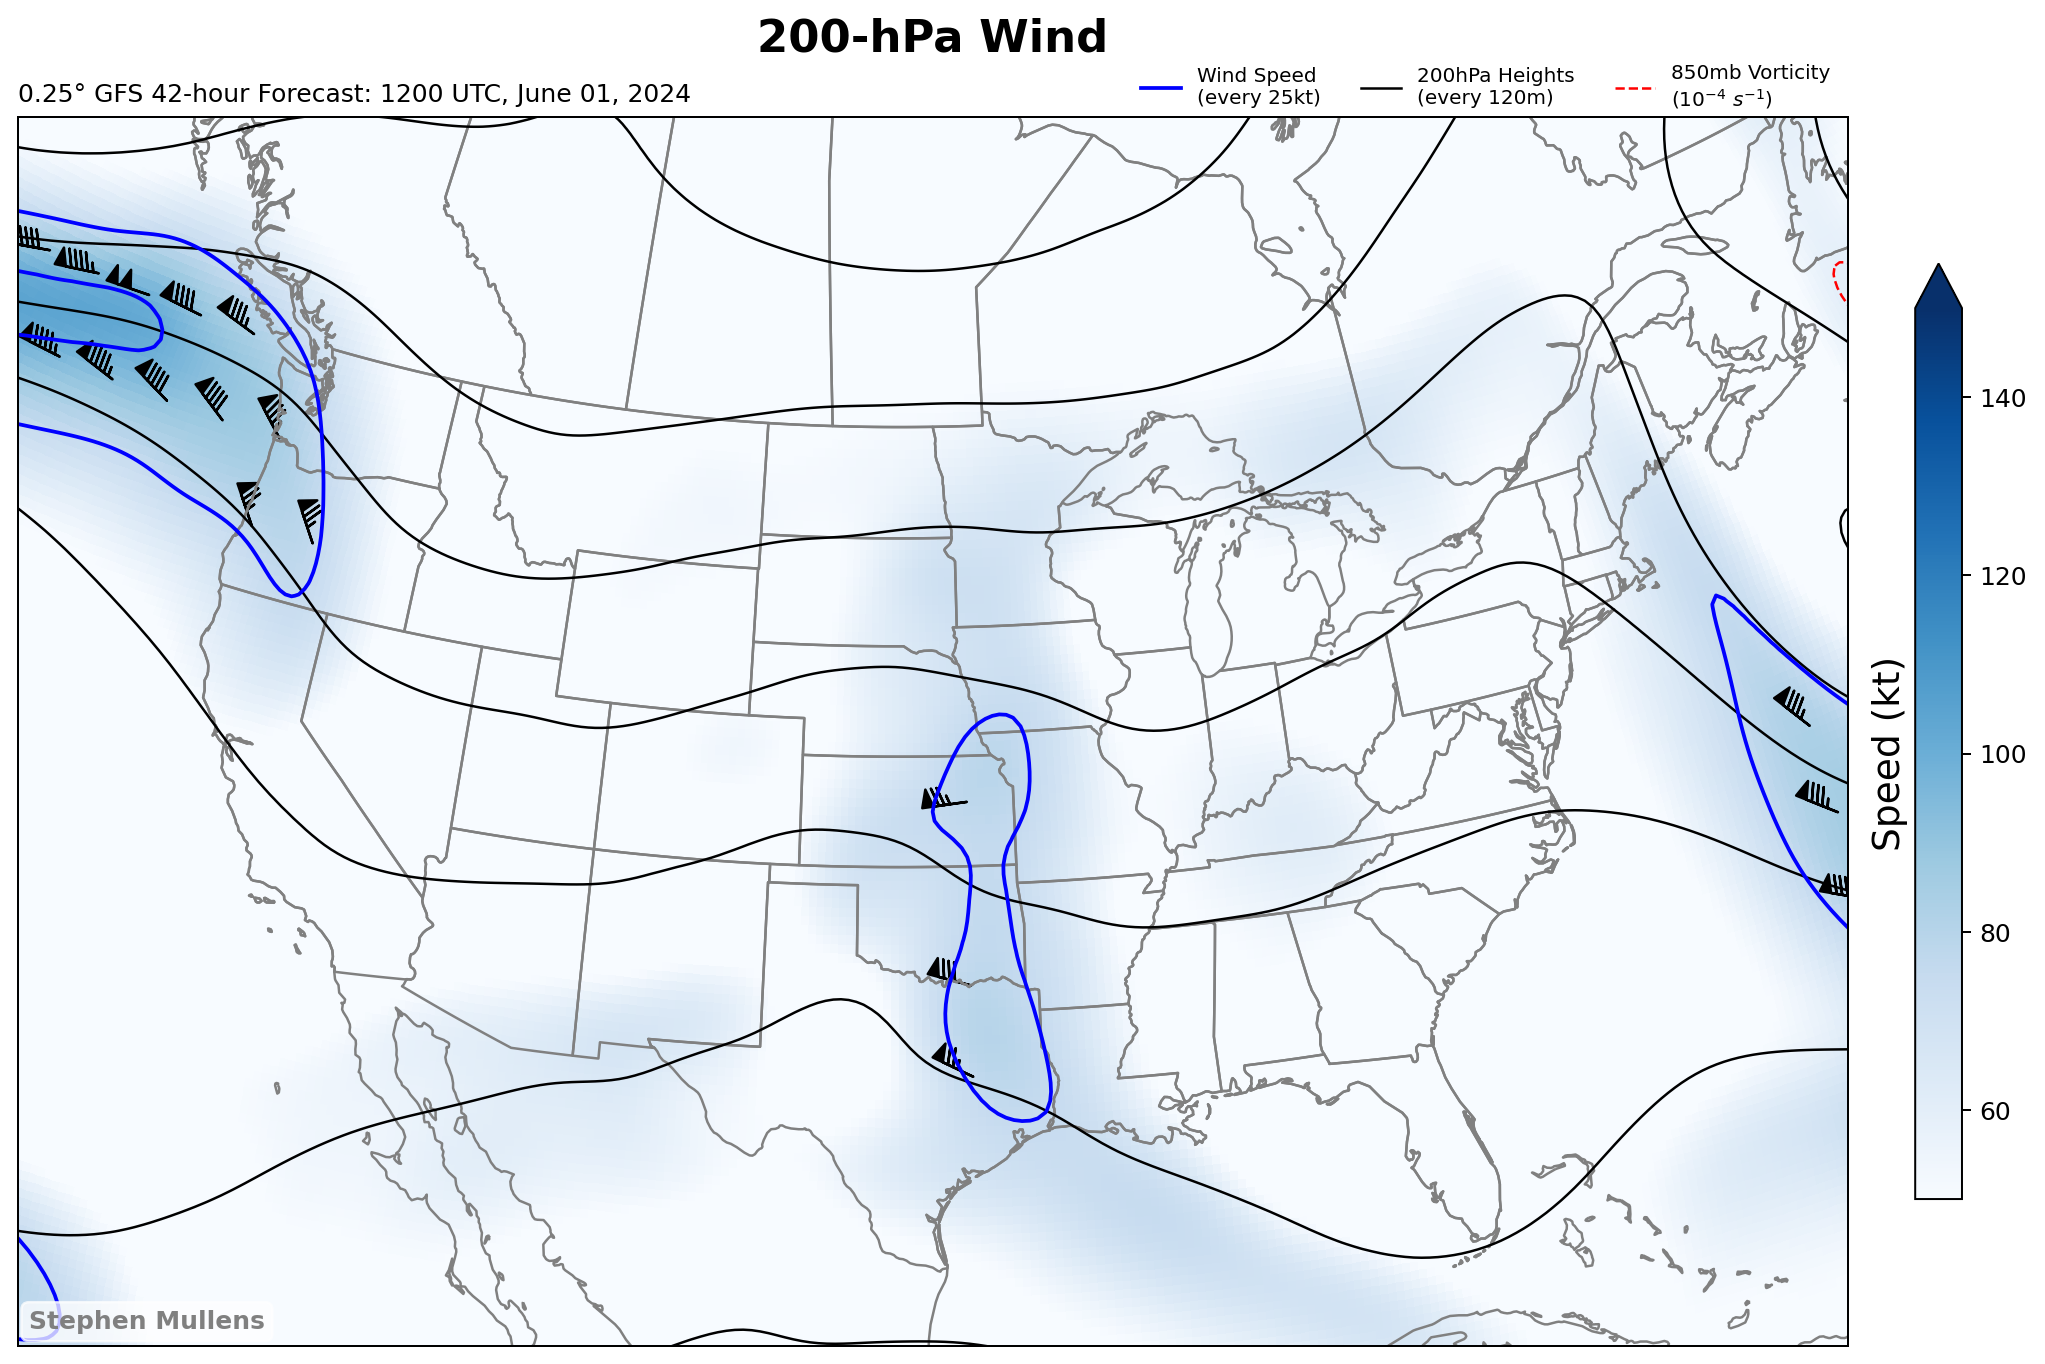 200-hPa Wind
0.25° GFS 42-hour Forecast: 1200 UTC, June 01, 2024
Wind Speed
(every 25kt)
200hPa Heights
(every 120m)
850mb Vorticity
(10⁻⁴ s⁻¹)
140
120
100
80
60
Speed (kt)
Stephen Mullens